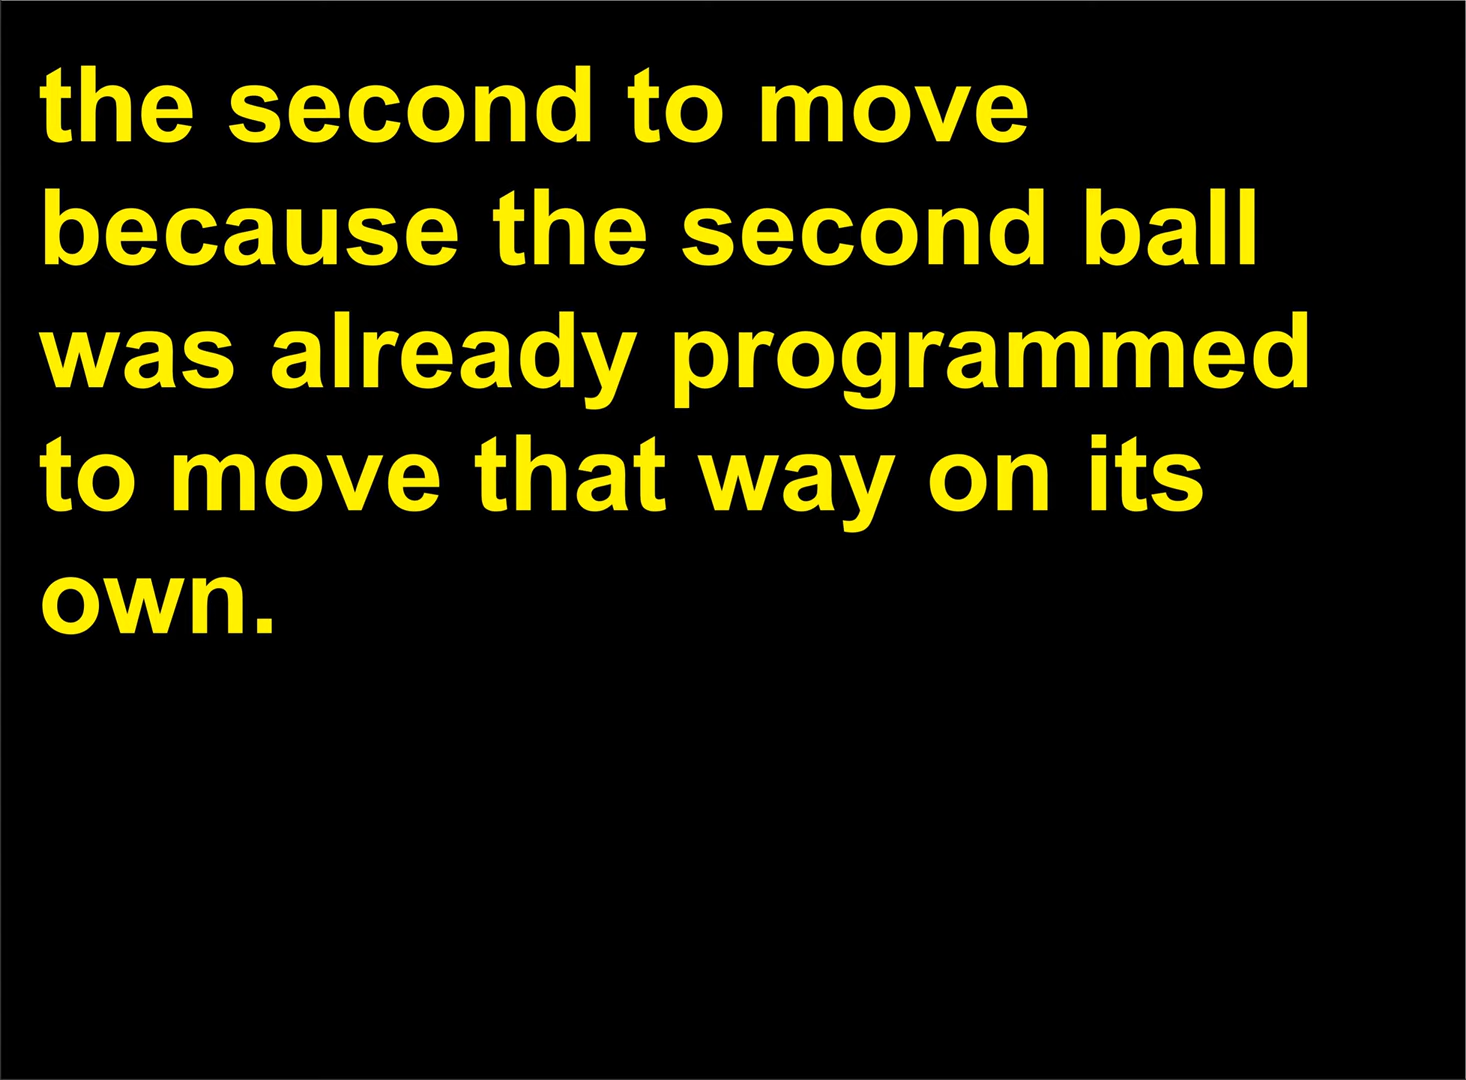 the second to move
because the second ball
was already programmed
to move that way on its
own.